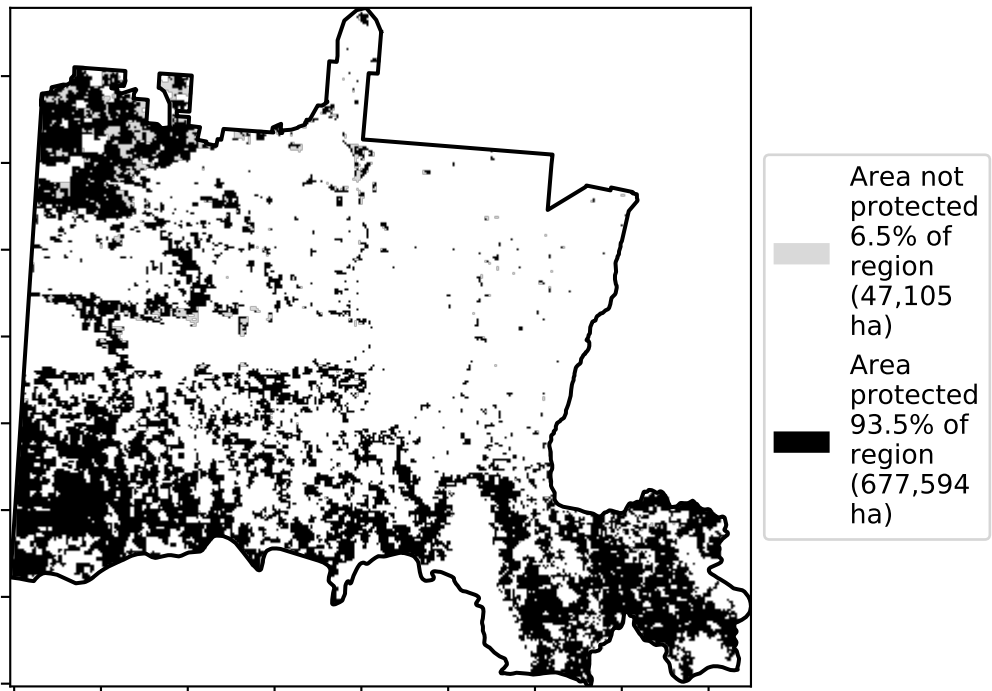 Area not
protected
6.5% of
region
(47,105
ha)
Area
protected
93.5% of
region
(677,594
ha)